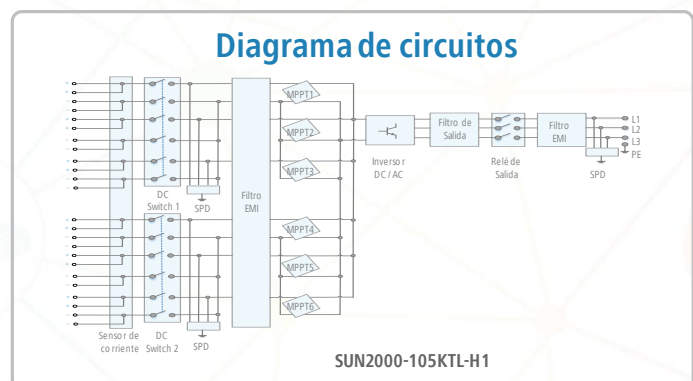 Diagrama de circuitos
MPPT1
MPPT2
MPPT3
MPPT4
MPPT5
MPPT6
DC
Switch 1
SPD
Filtro
EMI
Inversor
DC / AC
Filtro de
Salida
Relé de
Salida
Filtro
EMI
L1
L2
L3
PE
SPD
Sensor de
corriente
DC
Switch 2
SPD
SUN2000-105KTL-H1